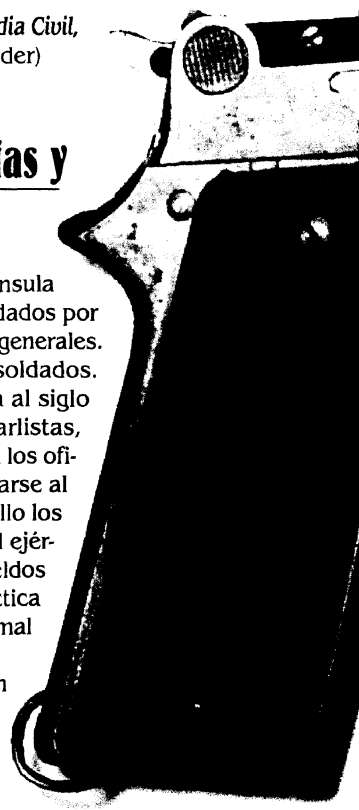 dia Civil,
der)
ías y
nsula
dados por
generales.
soldados.
a al siglo
arlistas,
los ofi-
arse al
llo los
l ejér-
eldos
ctica
mal
n